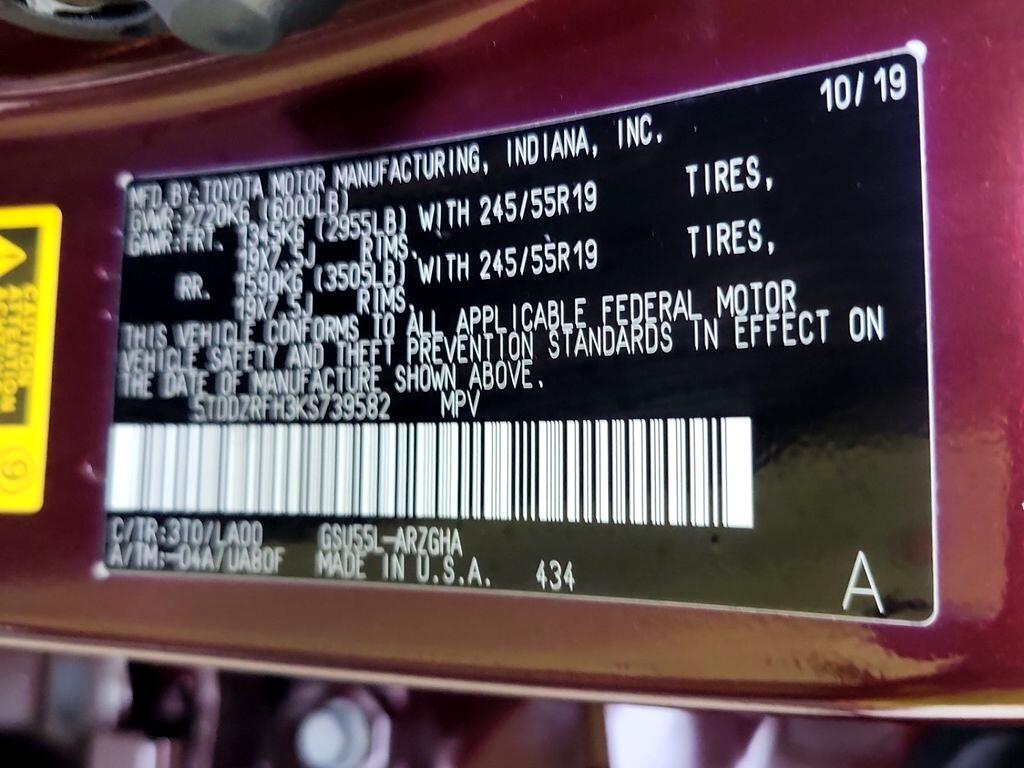 10/19
MFD.BY:TOYOTA MOTOR MANUFACTURING, INDIANA, INC.
GVWR:2720KG (6000LB)
GAWR:FRT. 1345KG (2955LB) WITH 245/55R19 TIRES,
19X7.5J RIMS,
RR. 1590KG (3505LB) WITH 245/55R19 TIRES,
19X7.5J RIMS,
THIS VEHICLE CONFORMS TO ALL APPLICABLE FEDERAL MOTOR
VEHICLE SAFETY AND THEFT PREVENTION STANDARDS IN EFFECT ON
THE DATE OF MANUFACTURE SHOWN ABOVE.
5TDDZRFH3KS739582 MPV
C/TR:3T0/LA00 GSU55L-ARZGHA
A/TM:-04A/UA80F MADE IN U.S.A. 434
A